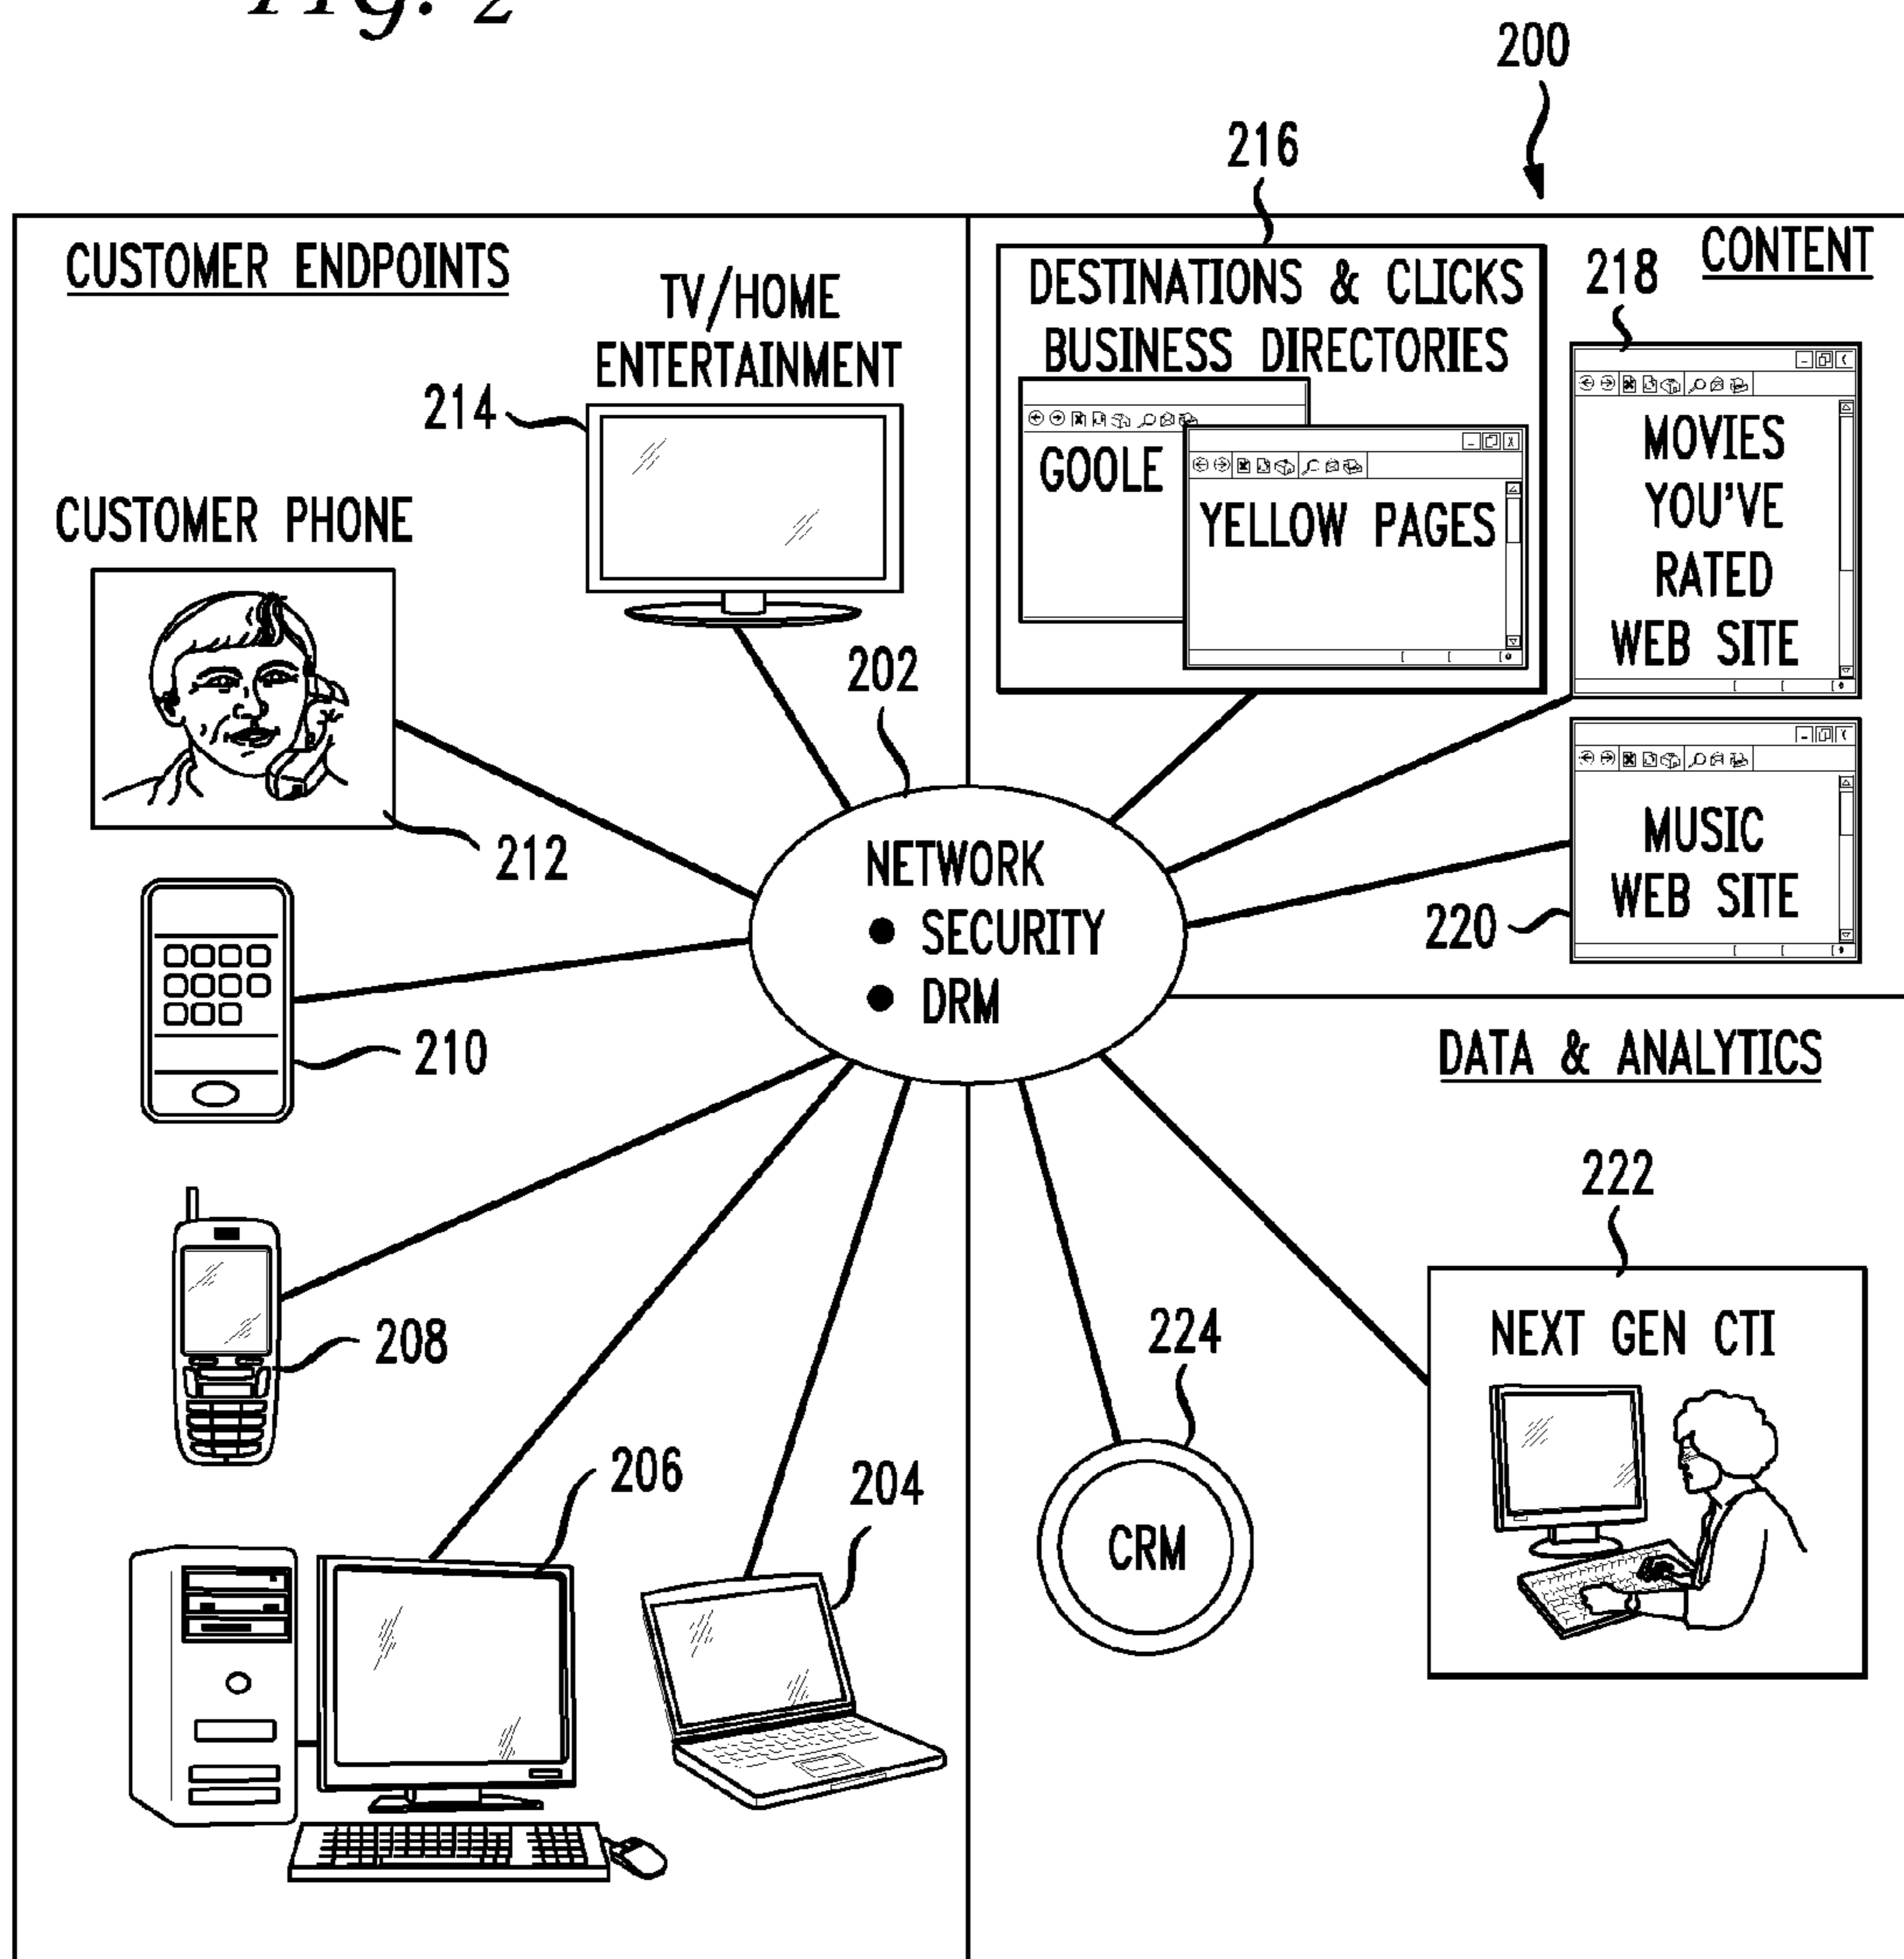 FIG. 2
200
216
CUSTOMER ENDPOINTS
TV/HOME
ENTERTAINMENT
214
CUSTOMER PHONE
212
202
210
208
206
204
DESTINATIONS & CLICKS
BUSINESS DIRECTORIES
GOOLE
YELLOW PAGES
218
CONTENT
MOVIES
YOU'VE
RATED
WEB SITE
MUSIC
WEB SITE
220
NETWORK
● SECURITY
● DRM
DATA & ANALYTICS
222
NEXT GEN CTI
224
CRM